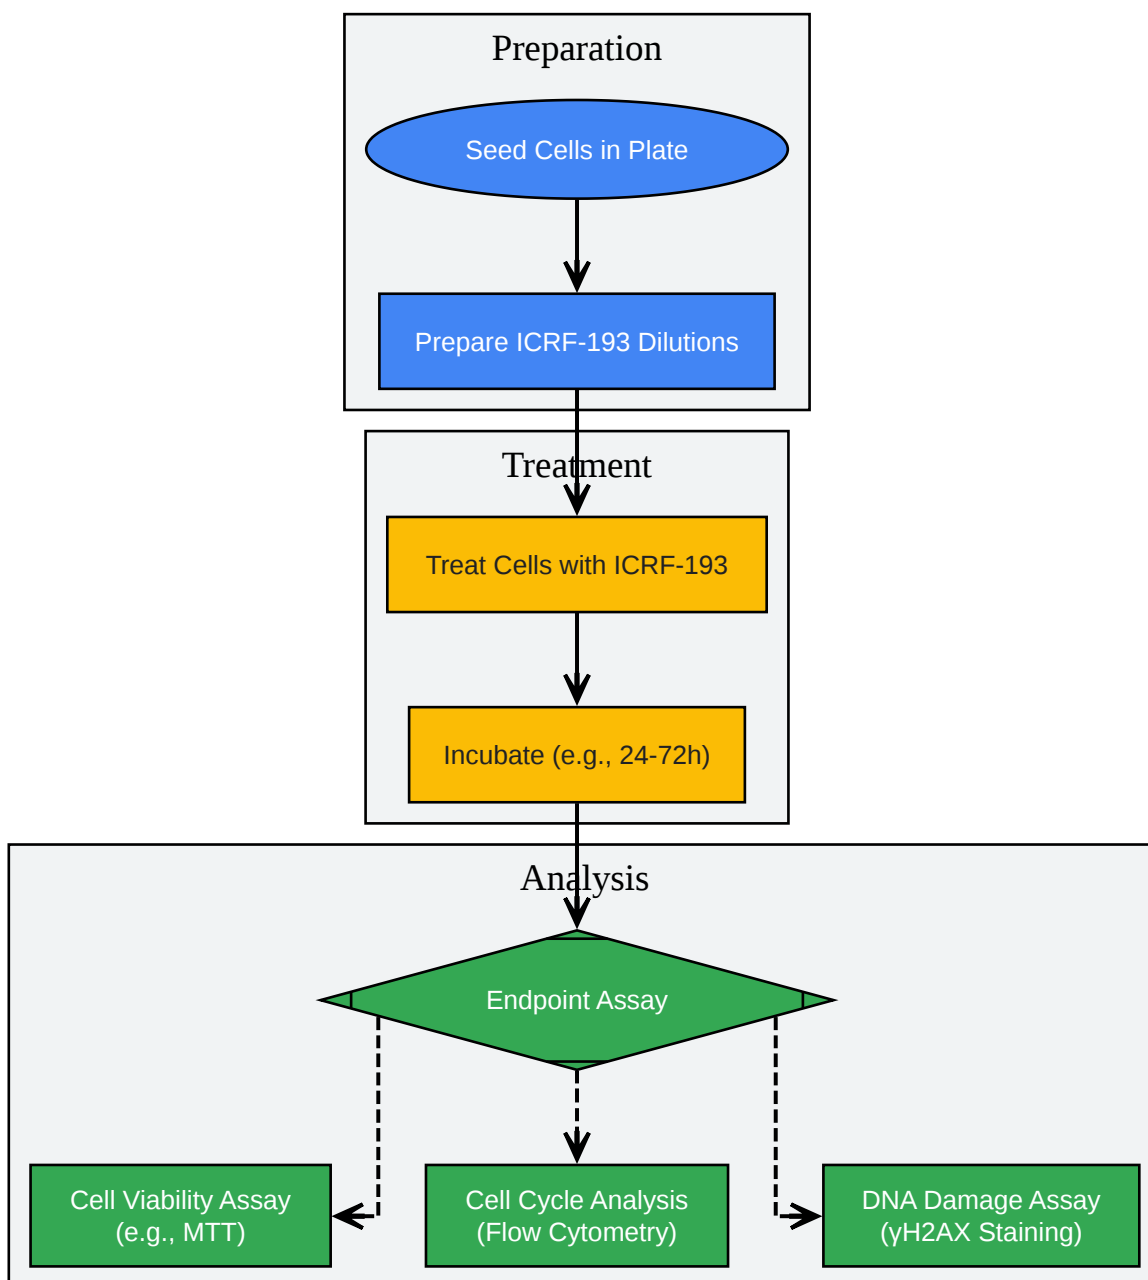 Preparation
Seed Cells in Plate
Prepare ICRF-193 Dilutions
Treatment
Treat Cells with ICRF-193
Incubate (e.g., 24-72h)
Analysis
Endpoint Assay
Cell Viability Assay
(e.g., MTT)
Cell Cycle Analysis
(Flow Cytometry)
DNA Damage Assay
(γH2AX Staining)